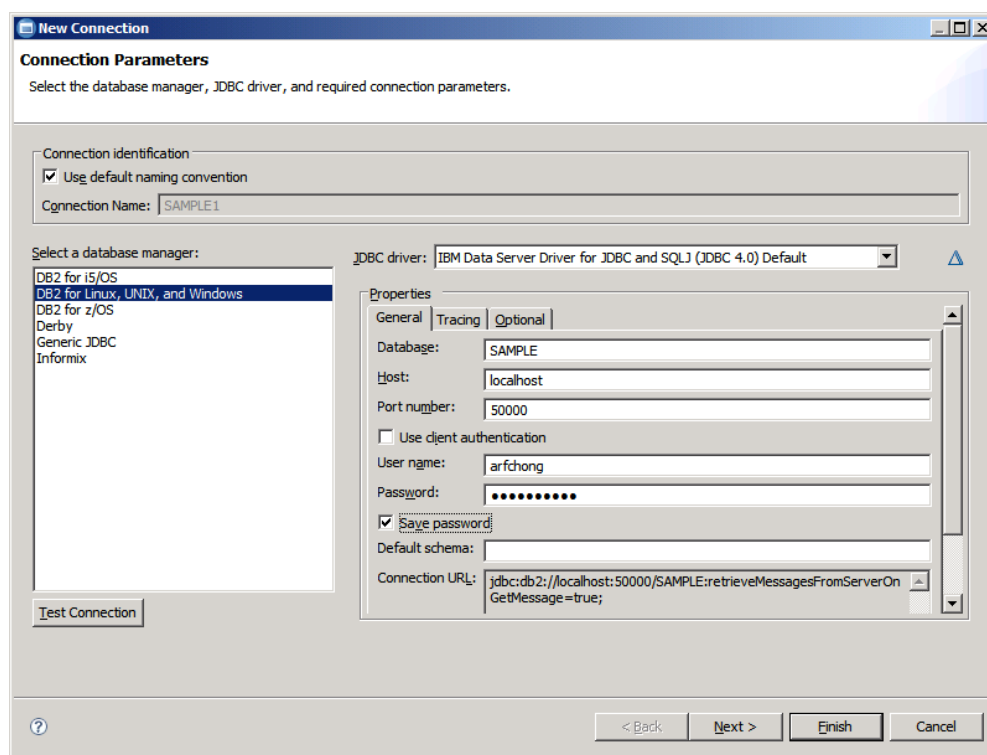 New Connection
Connection Parameters
Select the database manager, JDBC driver, and required connection parameters.
Connection identification
Use default naming convention
Connection Name: SAMPLE1
Select a database manager:
DB2 for i5/OS
DB2 for Linux, UNIX, and Windows
DB2 for z/OS
Derby
Generic JDBC
Informix
Test Connection
JDBC driver: IBM Data Server Driver for JDBC and SQLJ (JDBC 4.0) Default
Properties
General Tracing Optional
Database: SAMPLE
Host: localhost
Port number: 50000
Use client authentication
User name: arfchong
Password: ●●●●●●●●●●
Save password
Default schema:
Connection URL: jdbc:db2://localhost:50000/SAMPLE:retrieveMessagesFromServerOn
GetMessage=true;
< Back Next > Finish Cancel